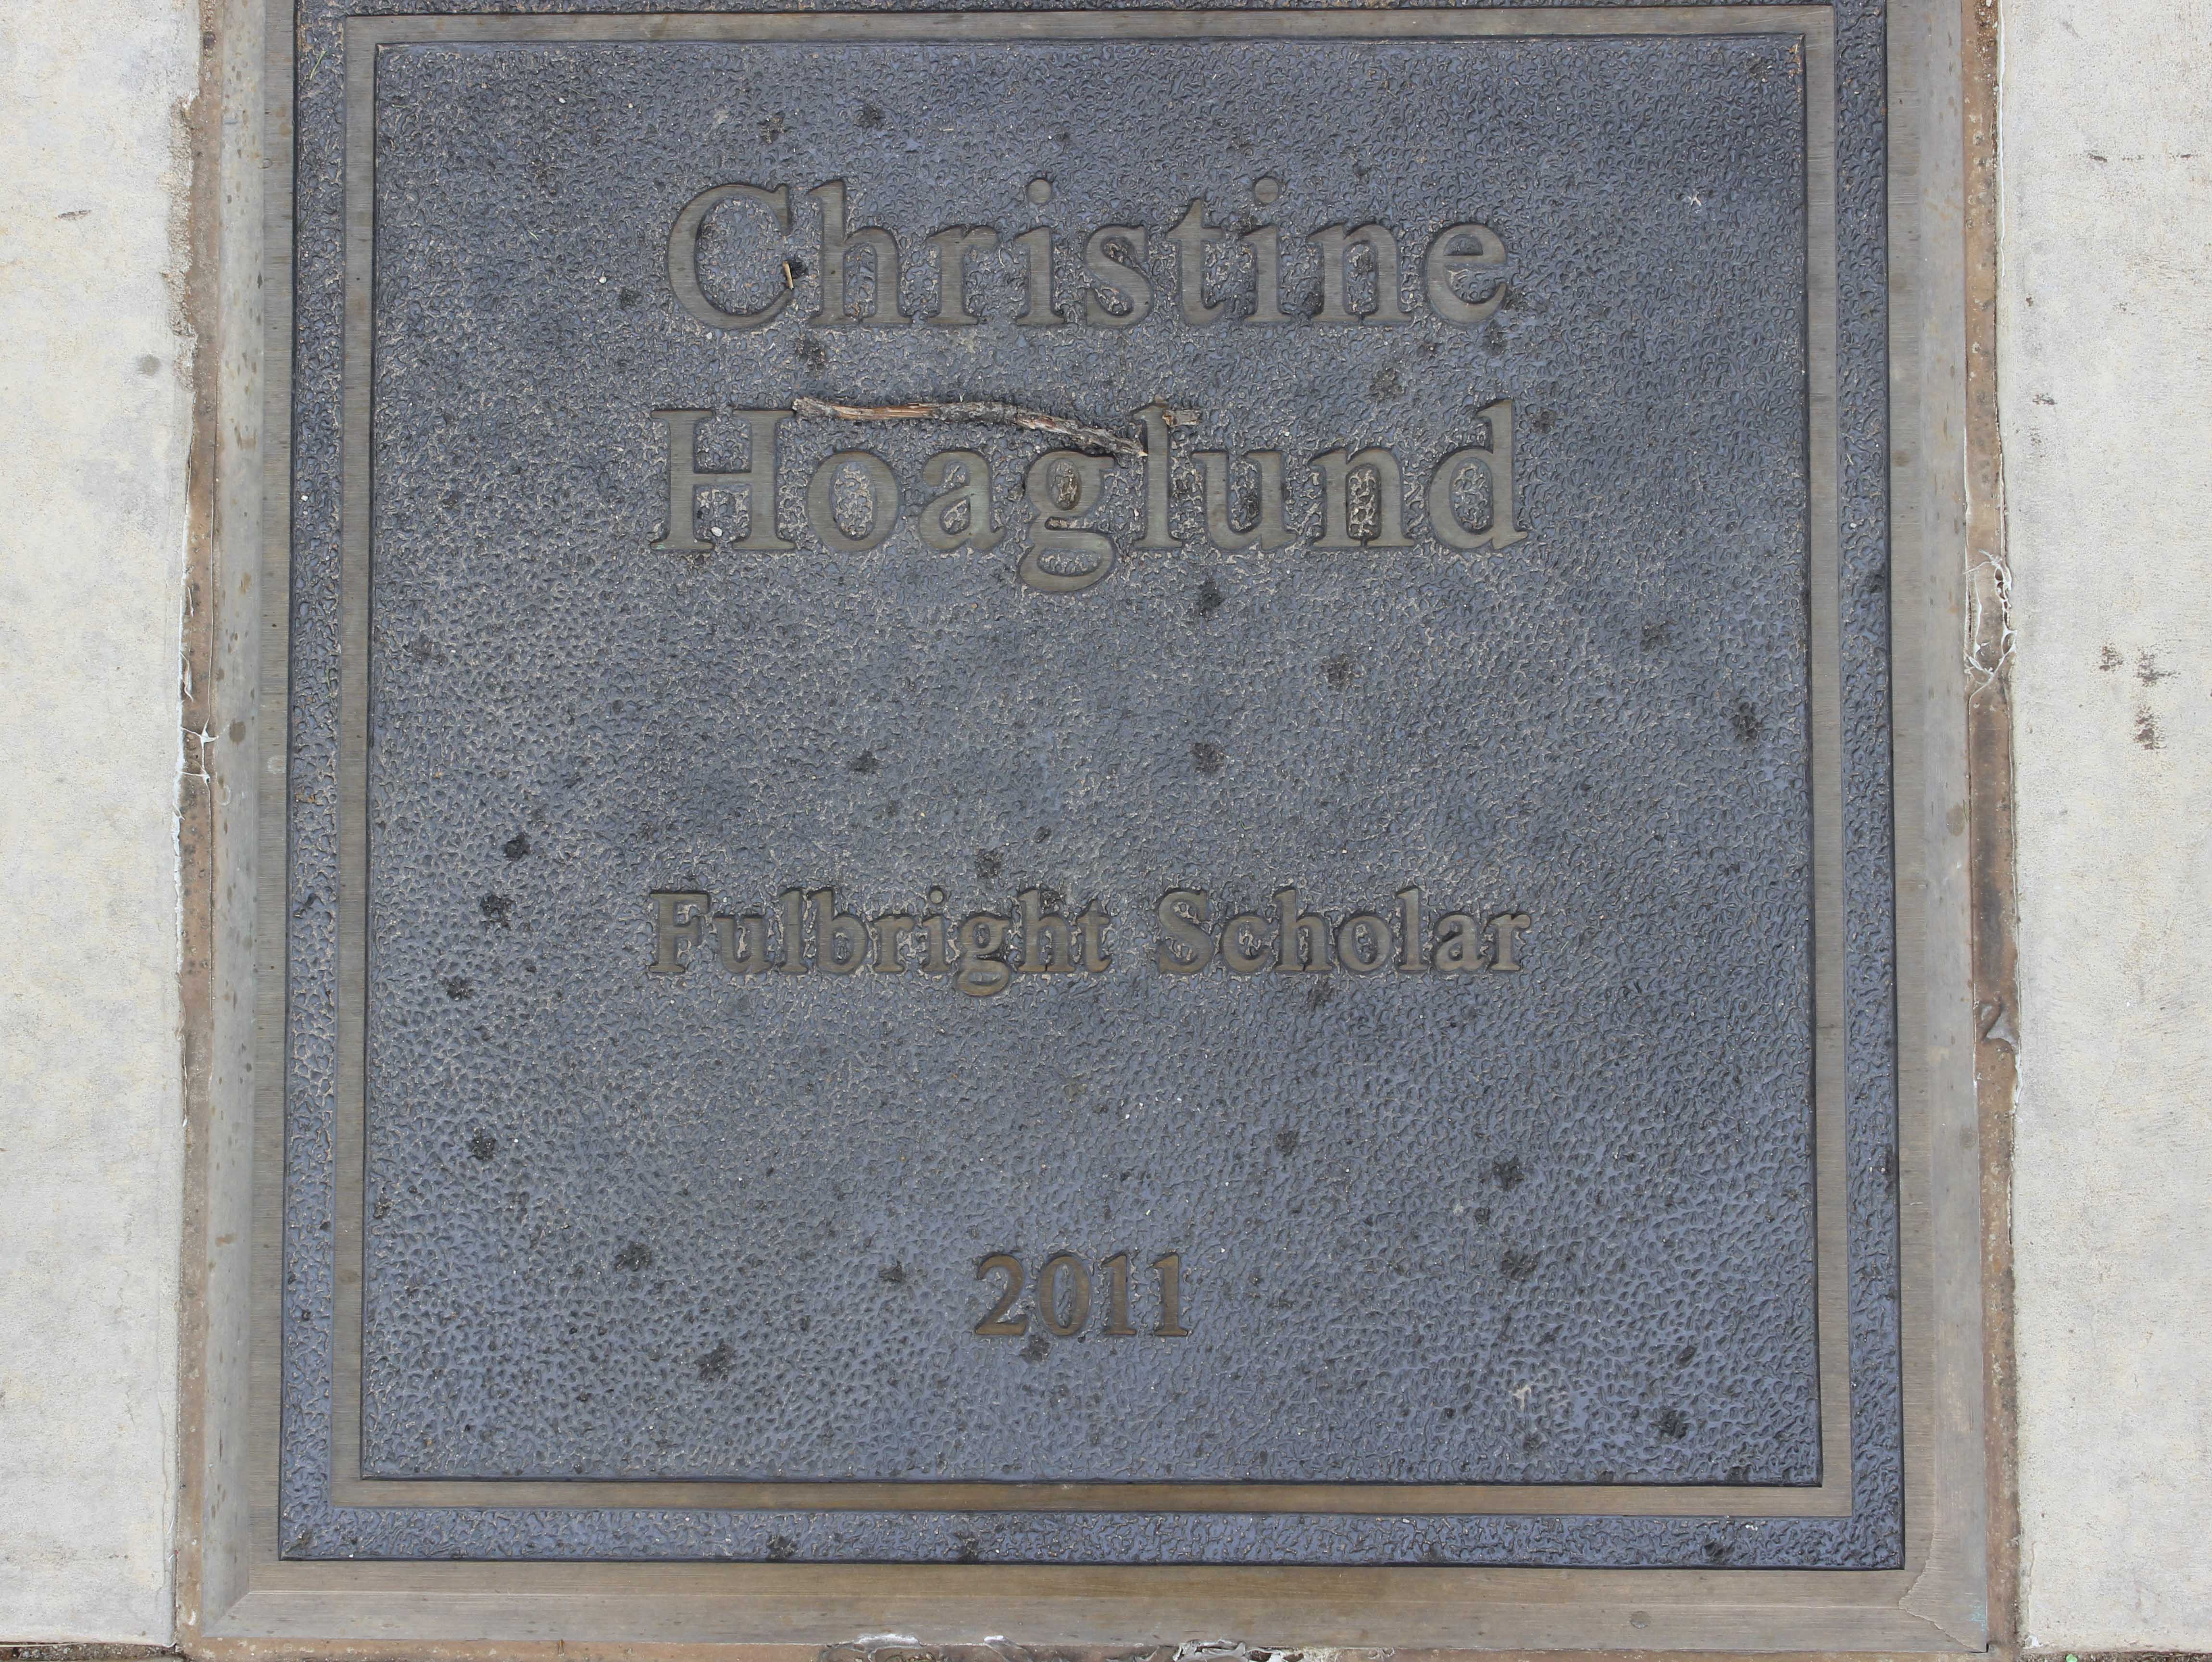 Christine
Hoaglund
Fulbright Scholar
2011